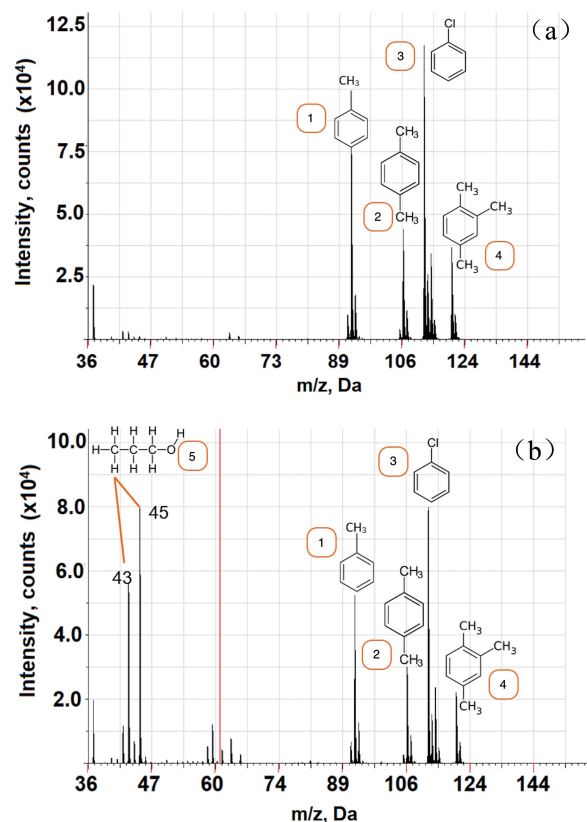 (a)
Intensity, counts (x10⁴)
12.5
10.0
7.5
5.0
2.5
36 47 60 73 89 106 124 144
m/z, Da
1
CH₃
2
CH₃
CH₃
3
Cl
4
CH₃
CH₃
CH₃
(b)
Intensity, counts (x10⁴)
10.0
8.0
6.0
4.0
2.0
36 47 60 74 89 106 124 144
m/z, Da
H H H H
H C C C O
H H H
5
45
43
1
CH₃
2
CH₃
CH₃
3
Cl
4
CH₃
CH₃
CH₃